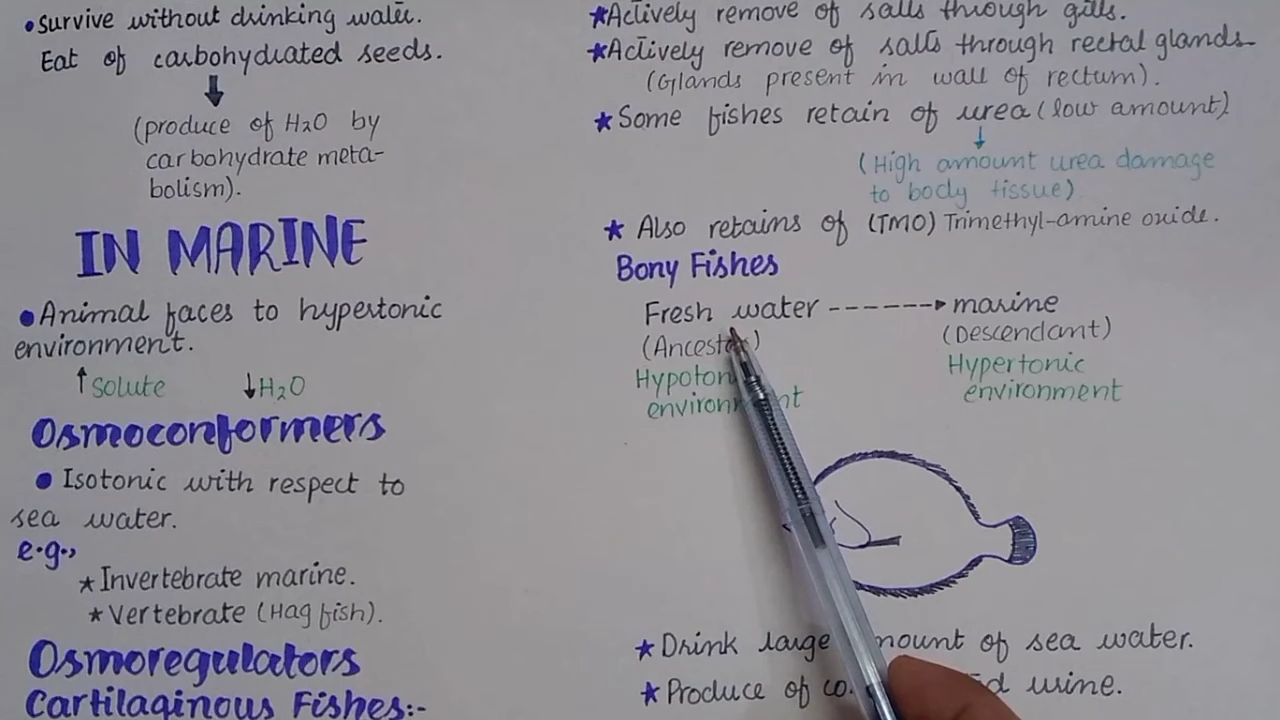 •survive without drinking water.
Eat of carbohydrated seeds.
(produce of H₂O by
carbohydrate meta-
bolism).
IN MARINE
•Animal faces to hypertonic
environment.
↑Solute ↓H₂O
Osmoconformers
• Isotonic with respect to
sea water.
e.g.,
★Invertebrate marine.
★Vertebrate (Hag fish).
Osmoregulators
Cartilaginous Fishes:-
★Actively remove of salts through gills.
★Actively remove of salts through rectal glands
(Glands present in wall of rectum).
★Some fishes retain of urea (low amount)
(High amount urea damage
to body tissue)
★ Also retains of (TMO) Trimethyl-amine oxide.
Bony Fishes
Fresh water ------► marine
(Descendant)
Hypertonic
environment
★ Drink large of sea water.
★ Produce of urine.